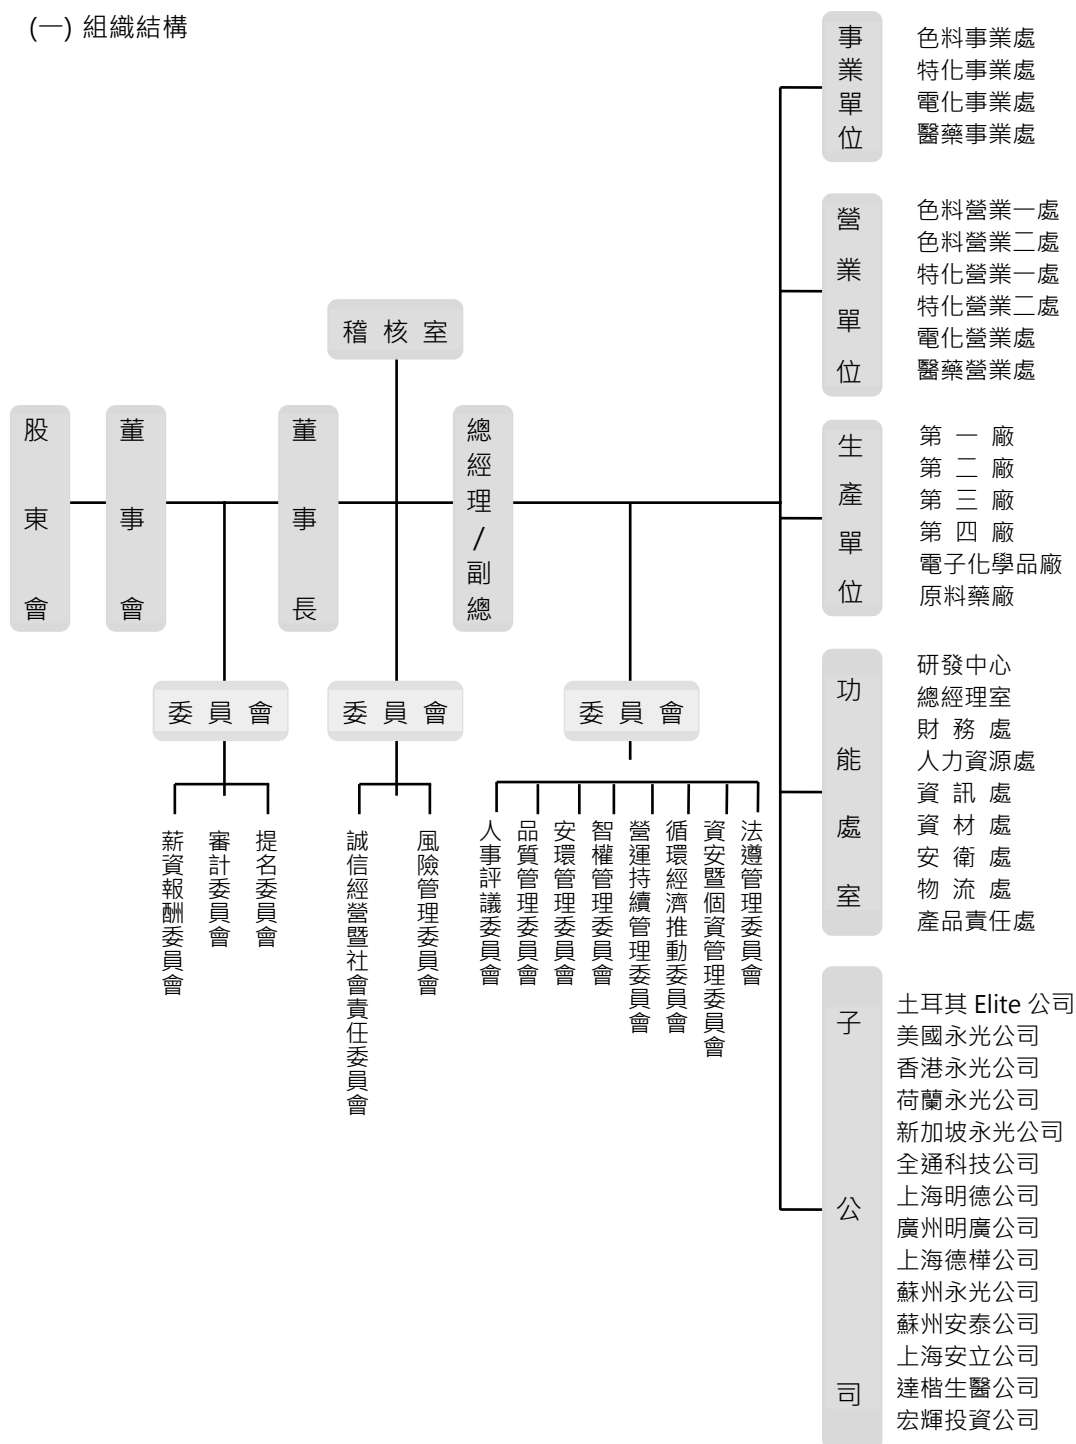 (一) 組織結構
股東會
董事會
董事長
稽核室
總經理/副總
委員會
薪資報酬委員會
審計委員會
提名委員會
委員會
誠信經營暨社會責任委員會
風險管理委員會
委員會
人事評議委員會
品質管理委員會
安環管理委員會
智權管理委員會
營運持續管理委員會
循環經濟推動委員會
資安暨個資管理委員會
法遵管理委員會
事業單位
色料事業處
特化事業處
電化事業處
醫藥事業處
營業單位
色料營業一處
色料營業二處
特化營業一處
特化營業二處
電化營業處
醫藥營業處
生產單位
第一廠
第二廠
第三廠
第四廠
電子化學品廠
原料藥廠
功能處室
研發中心
總經理室
財務處
人力資源處
資訊處
資材處
安衛處
物流處
產品責任處
子公司
土耳其 Elite 公司
美國永光公司
香港永光公司
荷蘭永光公司
新加坡永光公司
全通科技公司
上海明德公司
廣州明廣公司
上海德樺公司
蘇州永光公司
蘇州安泰公司
上海安立公司
達楷生醫公司
宏輝投資公司